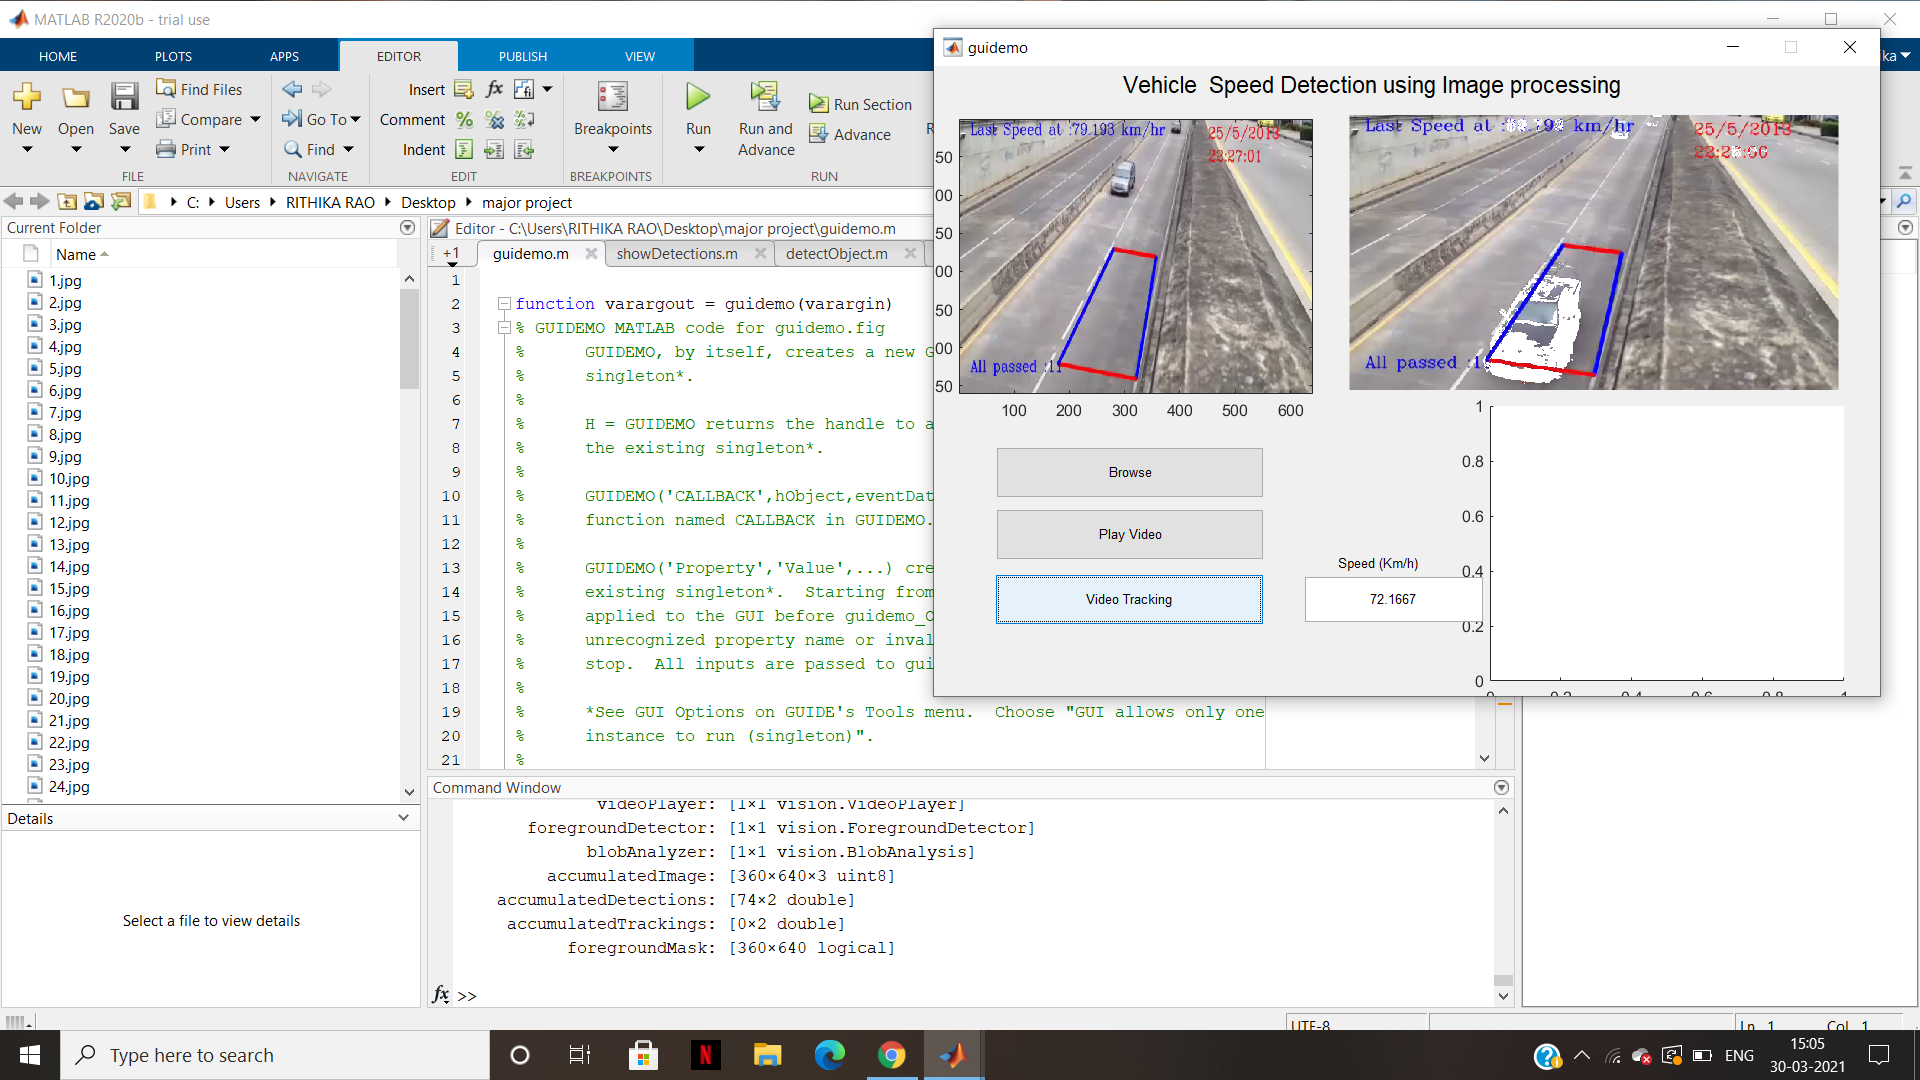 MATLAB R2020b - trial use
HOME PLOTS APPS EDITOR PUBLISH VIEW
New
Open
Save
Find Files
Compare
Print
FILE
Go To
Find
NAVIGATE
Insert fx
Comment
Indent
EDIT
Breakpoints
BREAKPOINTS
Run
Run and
Advance
Run Section
Advance
RUN
C: Users RITHIKA RAO Desktop major project
Current Folder
Name
1.jpg
2.jpg
3.jpg
4.jpg
5.jpg
6.jpg
7.jpg
8.jpg
9.jpg
10.jpg
11.jpg
12.jpg
13.jpg
14.jpg
15.jpg
16.jpg
17.jpg
18.jpg
19.jpg
20.jpg
21.jpg
22.jpg
23.jpg
24.jpg
Details
Select a file to view details
Editor - C:\Users\RITHIKA RAO\Desktop\major project\guidemo.m
+1 guidemo.m showDetections.m detectObject.m
1
2 function varargout = guidemo(varargin)
3 % GUIDEMO MATLAB code for guidemo.fig
4 % GUIDEMO, by itself, creates a new G
5 % singleton*.
6 %
7 % H = GUIDEMO returns the handle to a
8 % the existing singleton*.
9 %
10 % GUIDEMO('CALLBACK',hObject,eventDat
11 % function named CALLBACK in GUIDEMO.
12 %
13 % GUIDEMO('Property','Value',...) cre
14 % existing singleton*.  Starting from
15 % applied to the GUI before guidemo_O
16 % unrecognized property name or inval
17 % stop.  All inputs are passed to gui
18 %
19 % *See GUI Options on GUIDE's Tools menu.  Choose "GUI allows only one
20 % instance to run (singleton)".
21 %
Command Window
videoPlayer: [1×1 vision.VideoPlayer]
foregroundDetector: [1×1 vision.ForegroundDetector]
blobAnalyzer: [1×1 vision.BlobAnalysis]
accumulatedImage: [360×640×3 uint8]
accumulatedDetections: [74×2 double]
accumulatedTrackings: [0×2 double]
foregroundMask: [360×640 logical]
fx >>
guidemo
Vehicle  Speed Detection using Image processing
Last Speed at :79.193 km/hr
25/5/2013
22:27:01
All passed :11
50
00
50
00
50
00
50
100 200 300 400 500 600
Last Speed at
km/hr
25/5/2013
All passed
Browse
Play Video
Video Tracking
Speed (Km/h)
72.1667
1
0.8
0.6
0.4
0.2
0
0 0.2 0.4 0.6 0.8 1
UTF-8
Ln 1 Col 1
Type here to search
ENG
15:05
30-03-2021